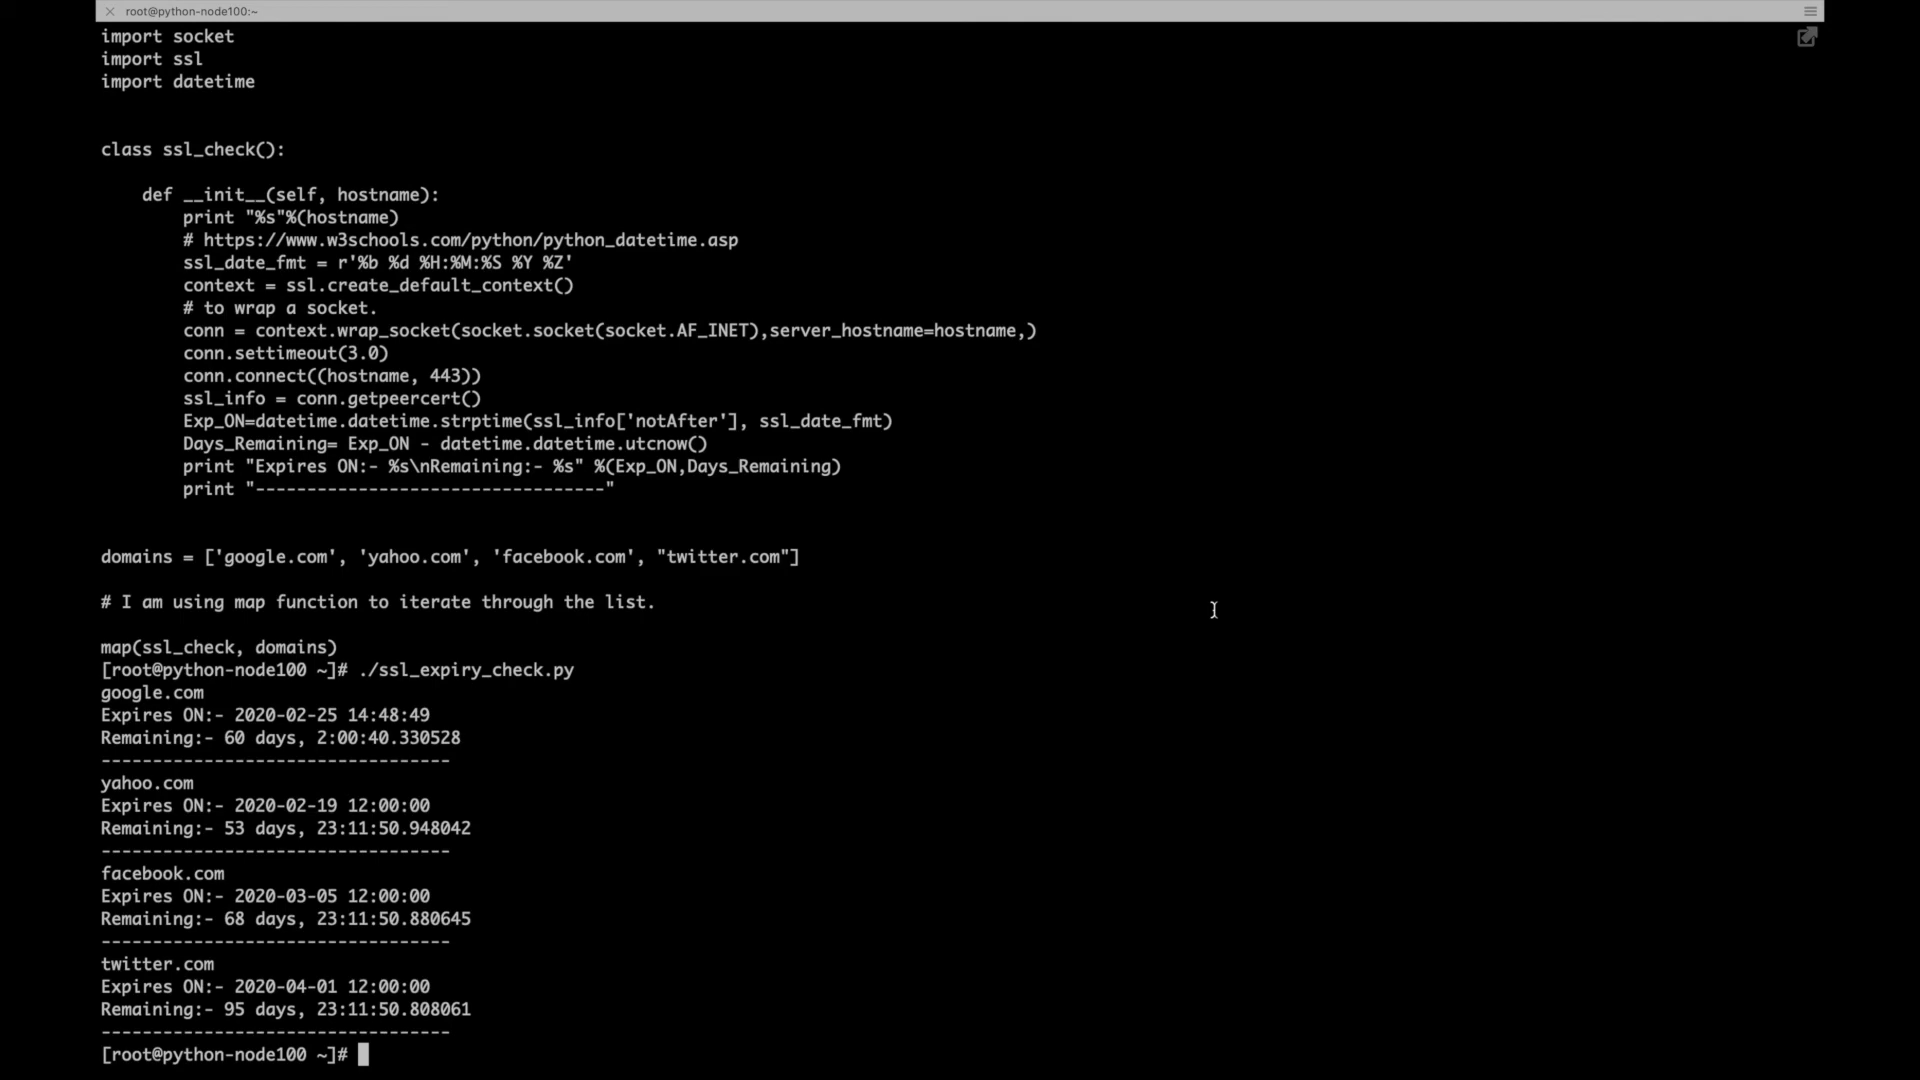 root@python-node100:~
import socket
import ssl
import datetime
class ssl_check():
def __init__(self, hostname):
print "%s"%(hostname)
# https://www.w3schools.com/python/python_datetime.asp
ssl_date_fmt = r'%b %d %H:%M:%S %Y %Z'
context = ssl.create_default_context()
# to wrap a socket.
conn = context.wrap_socket(socket.socket(socket.AF_INET),server_hostname=hostname,)
conn.settimeout(3.0)
conn.connect((hostname, 443))
ssl_info = conn.getpeercert()
Exp_ON=datetime.datetime.strptime(ssl_info['notAfter'], ssl_date_fmt)
Days_Remaining= Exp_ON - datetime.datetime.utcnow()
print "Expires ON:- %s\nRemaining:- %s" %(Exp_ON,Days_Remaining)
print "----------------------------------"
domains = ['google.com', 'yahoo.com', 'facebook.com', "twitter.com"]
# I am using map function to iterate through the list.
map(ssl_check, domains)
[root@python-node100 ~]# ./ssl_expiry_check.py
google.com
Expires ON:- 2020-02-25 14:48:49
Remaining:- 60 days, 2:00:40.330528
----------------------------------
yahoo.com
Expires ON:- 2020-02-19 12:00:00
Remaining:- 53 days, 23:11:50.948042
----------------------------------
facebook.com
Expires ON:- 2020-03-05 12:00:00
Remaining:- 68 days, 23:11:50.880645
----------------------------------
twitter.com
Expires ON:- 2020-04-01 12:00:00
Remaining:- 95 days, 23:11:50.808061
----------------------------------
[root@python-node100 ~]#